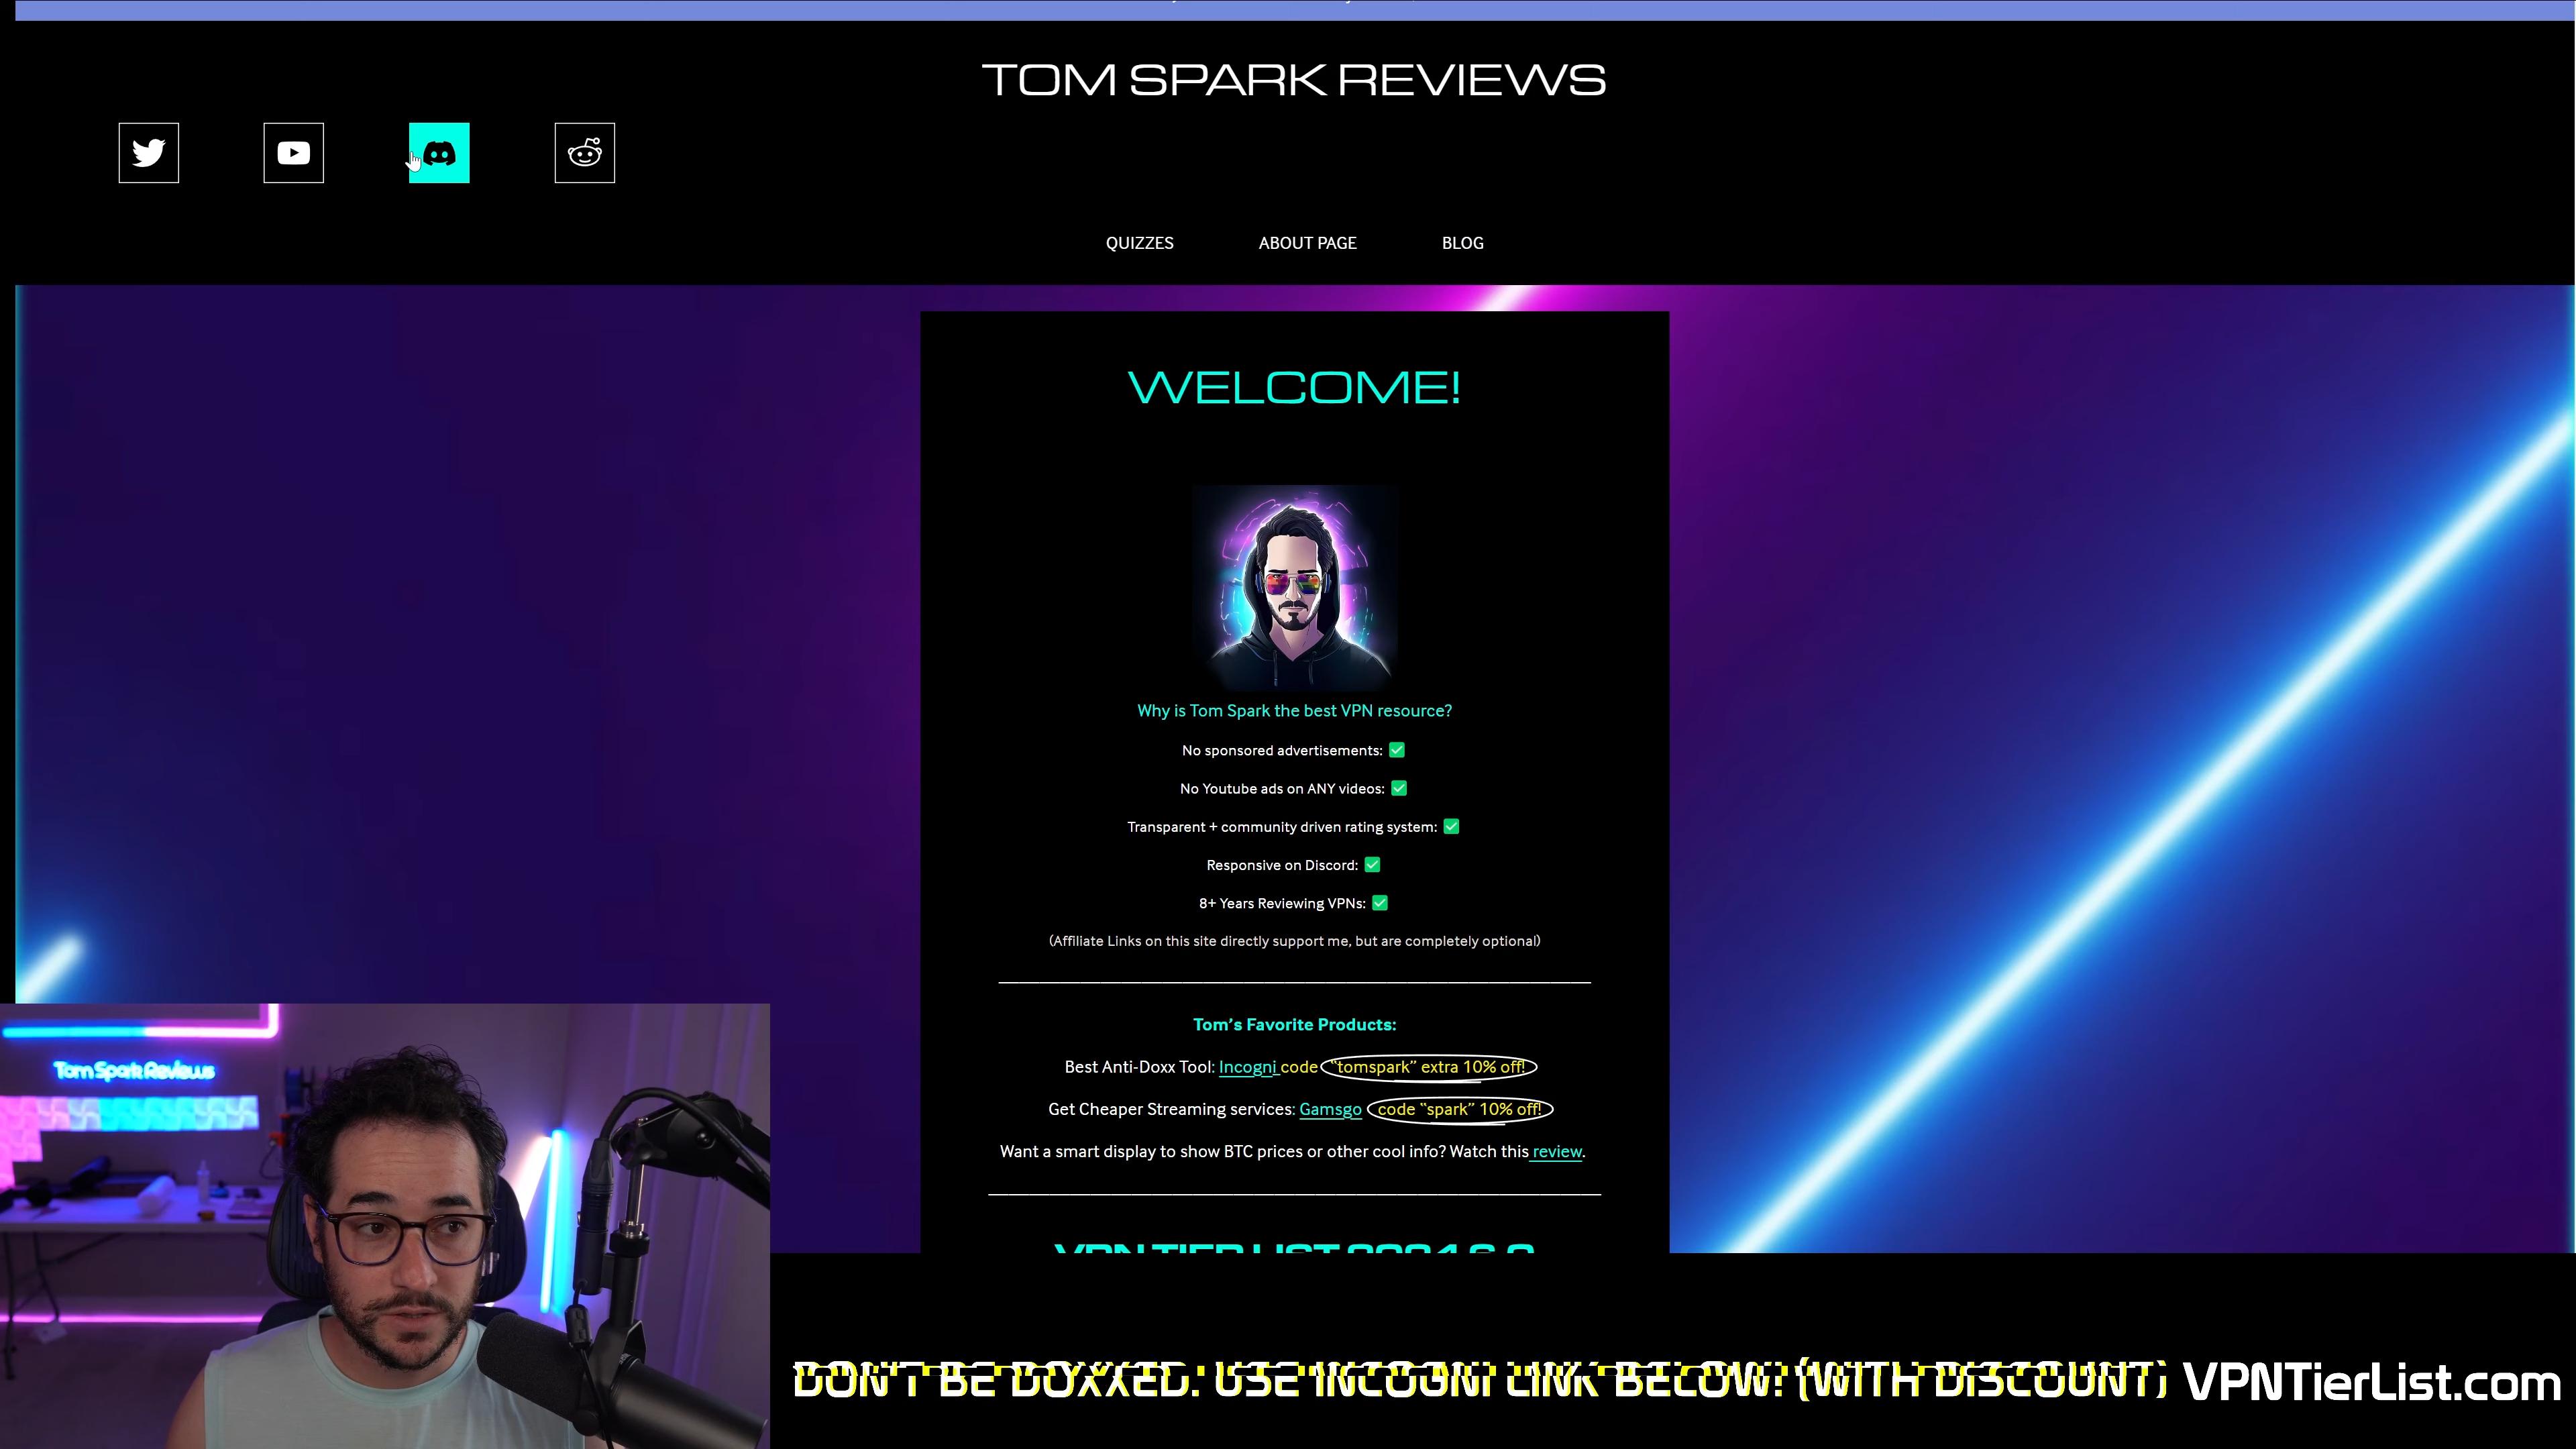 TOM SPARK REVIEWS
QUIZZES ABOUT PAGE BLOG
WELCOME!
Why is Tom Spark the best VPN resource?
No sponsored advertisements: ✅
No Youtube ads on ANY videos: ✅
Transparent + community driven rating system: ✅
Responsive on Discord: ✅
8+ Years Reviewing VPNs: ✅
(Affiliate Links on this site directly support me, but are completely optional)
Tom's Favorite Products:
Best Anti-Doxx Tool: Incogni code "tomspark" extra 10% off!
Get Cheaper Streaming services: Gamsgo code "spark" 10% off!
Want a smart display to show BTC prices or other cool info? Watch this review.
VPN TIER LIST
Tom Spark Reviews
DON'T BE DOXXED. USE INCOGNI LINK BELOW! (WITH DISCOUNT) VPNTierList.com